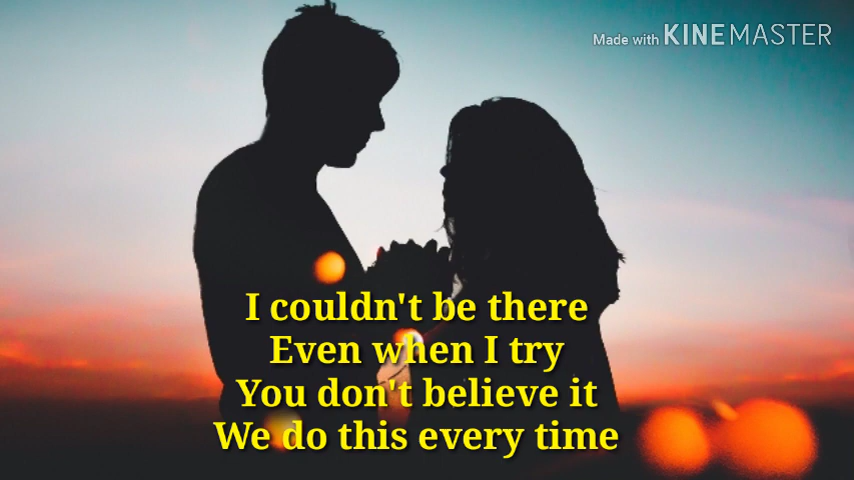 Made with KINEMASTER
I couldn't be there
Even when I try
You don't believe it
We do this every time